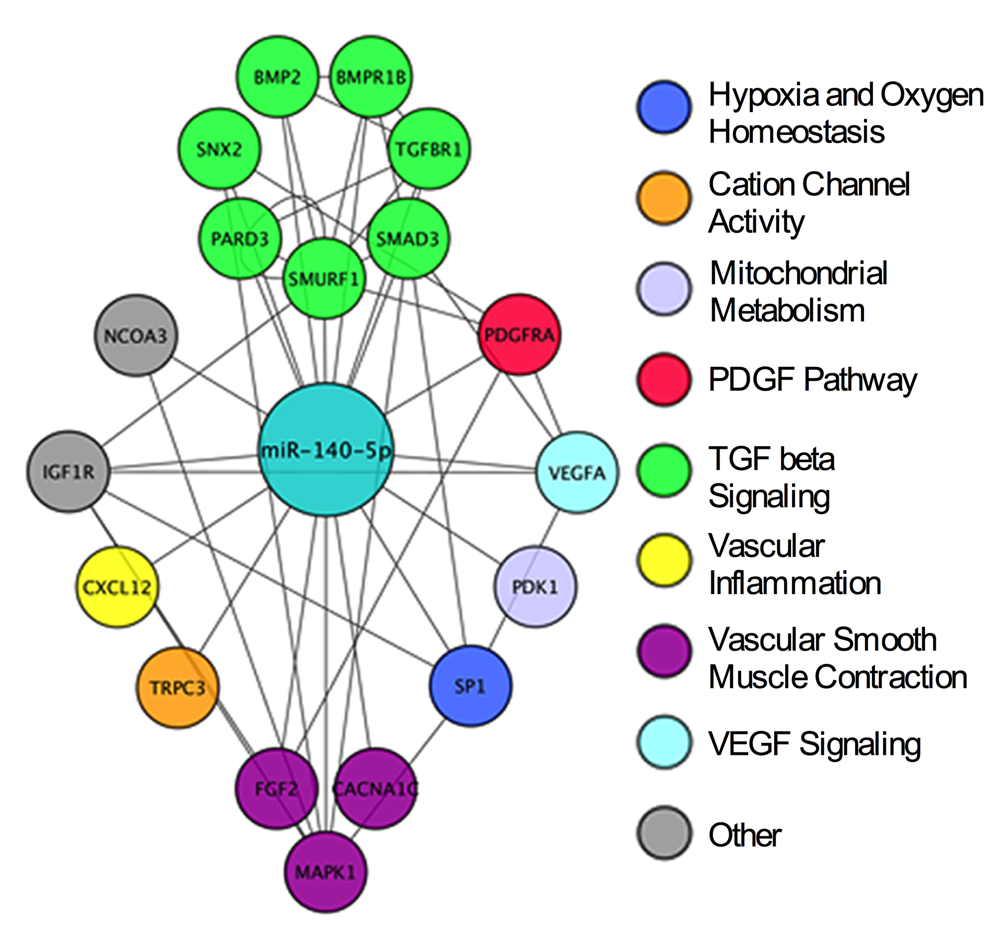 BMP2
BMPR1B
SNX2
TGFBR1
PARD3
SMAD3
SMURF1
NCOA3
PDGFRA
miR-140-5p
IGF1R
VEGFA
CXCL12
PDK1
TRPC3
SP1
FGF2
CACNA1C
MAPK1
Hypoxia and Oxygen
Homeostasis
Cation Channel
Activity
Mitochondrial
Metabolism
PDGF Pathway
TGF beta
Signaling
Vascular
Inflammation
Vascular Smooth
Muscle Contraction
VEGF Signaling
Other